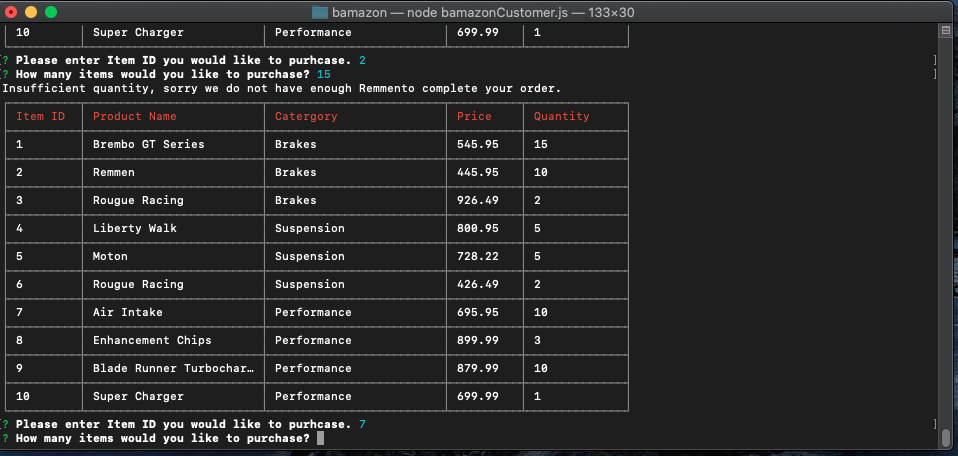 bamazon — node bamazonCustomer.js — 133×30
10 Super Charger Performance 699.99 1
[? Please enter Item ID you would like to purhcase. 2 ]
[? How many items would you like to purchase? 15 ]
Insufficient quantity, sorry we do not have enough Remmento complete your order.
Item ID Product Name Catergory Price Quantity
1 Brembo GT Series Brakes 545.95 15
2 Remmen Brakes 445.95 10
3 Rougue Racing Brakes 926.49 2
4 Liberty Walk Suspension 800.95 5
5 Moton Suspension 728.22 5
6 Rougue Racing Suspension 426.49 2
7 Air Intake Performance 695.95 10
8 Enhancement Chips Performance 899.99 3
9 Blade Runner Turbochar… Performance 879.99 10
10 Super Charger Performance 699.99 1
[? Please enter Item ID you would like to purhcase. 7 ]
? How many items would you like to purchase?